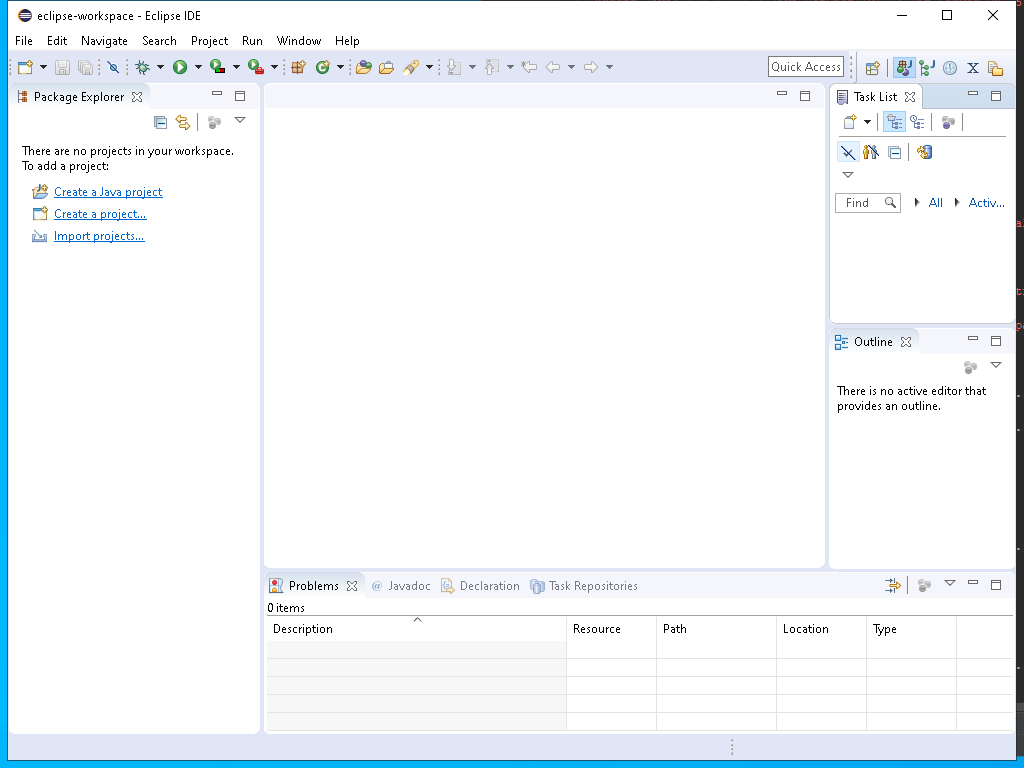 eclipse-workspace - Eclipse IDE
File Edit Navigate Search Project Run Window Help
Quick Access
Package Explorer
There are no projects in your workspace.
To add a project:
Create a Java project
Create a project...
Import projects...
Task List
Find All Activ...
Outline
There is no active editor that
provides an outline.
Problems @ Javadoc Declaration Task Repositories
0 items
Description Resource Path Location Type